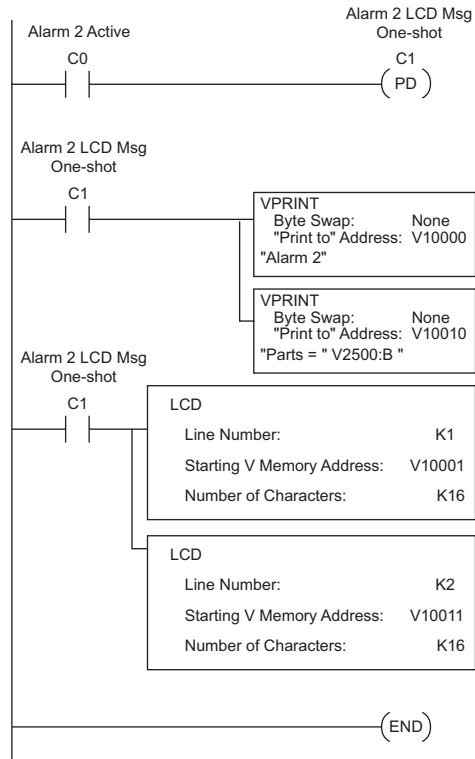 Alarm 2 Active
Alarm 2 LCD Msg
One-shot
C0
C1
PD
Alarm 2 LCD Msg
One-shot
C1
VPRINT
Byte Swap: None
"Print to" Address: V10000
"Alarm 2"
VPRINT
Byte Swap: None
"Print to" Address: V10010
"Parts = " V2500:B "
Alarm 2 LCD Msg
One-shot
C1
LCD
Line Number: K1
Starting V Memory Address: V10001
Number of Characters: K16
LCD
Line Number: K2
Starting V Memory Address: V10011
Number of Characters: K16
END